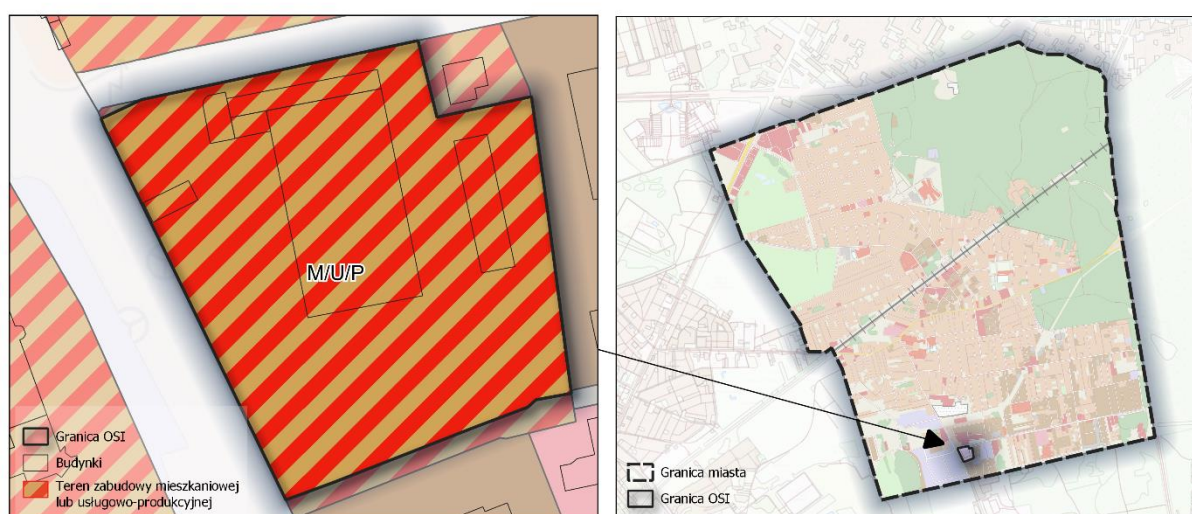 M/U/P
Granica OSI
Budynki
Teren zabudowy mieszkaniowej
lub usługowo-produkcyjnej
Granica miasta
Granica OSI